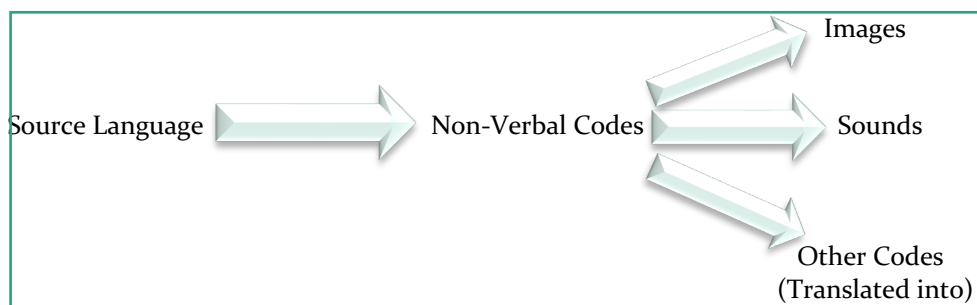 Images
Source Language
Non-Verbal Codes
Sounds
Other Codes
(Translated into)